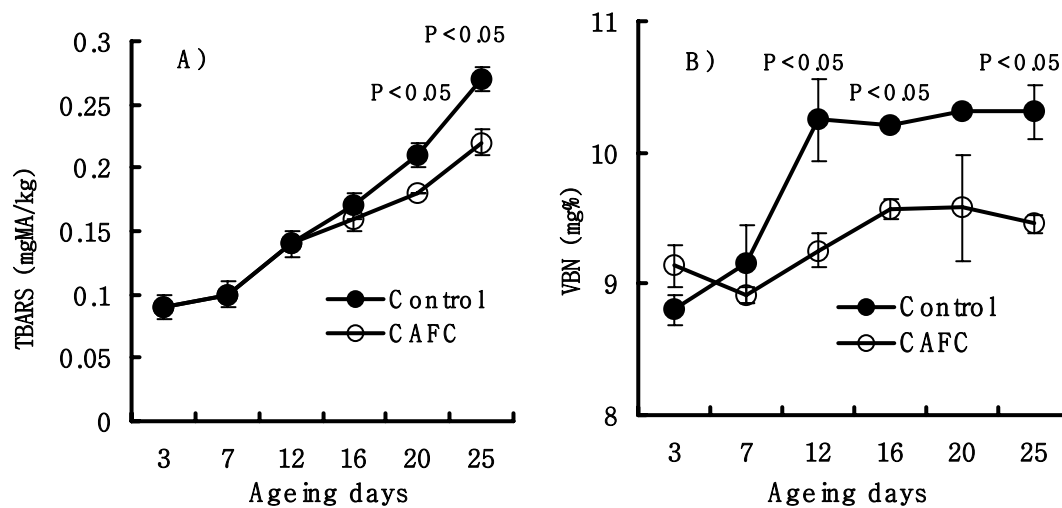 A)
P<0.05
P<0.05
0.3
0.25
0.2
0.15
0.1
0.05
0
TBARS (mgMA/kg)
Control
CAFC
3 7 12 16 20 25
Ageing days
B)
P<0.05
P<0.05
P<0.05
11
10
9
8
VBN (mg%)
Control
CAFC
3 7 12 16 20 25
Ageing days